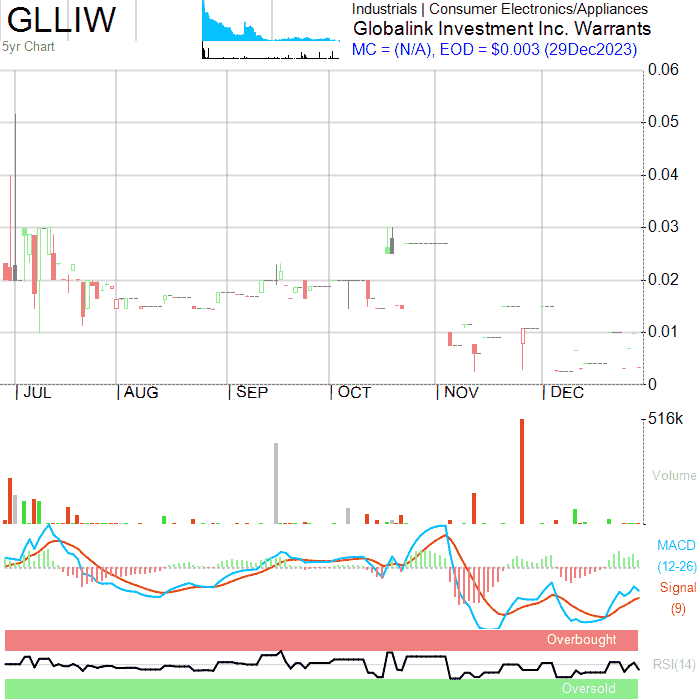 GLLIW
5yr Chart
Industrials | Consumer Electronics/Appliances
Globalink Investment Inc. Warrants
MC = (N/A), EOD = $0.003 (29Dec2023)
0.06
0.05
0.04
0.03
0.02
0.01
0
JUL AUG SEP OCT NOV DEC
516k
Volume
MACD
(12-26)
Signal
(9)
Overbought
RSI(14)
Oversold